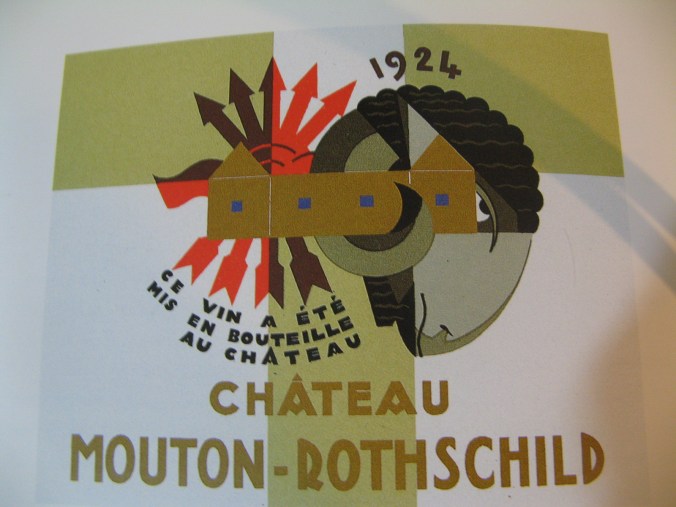 1924
CE VIN A ÉTÉ
MIS EN BOUTEILLE
AU CHÂTEAU
CHÂTEAU
MOUTON-ROTHSCHILD